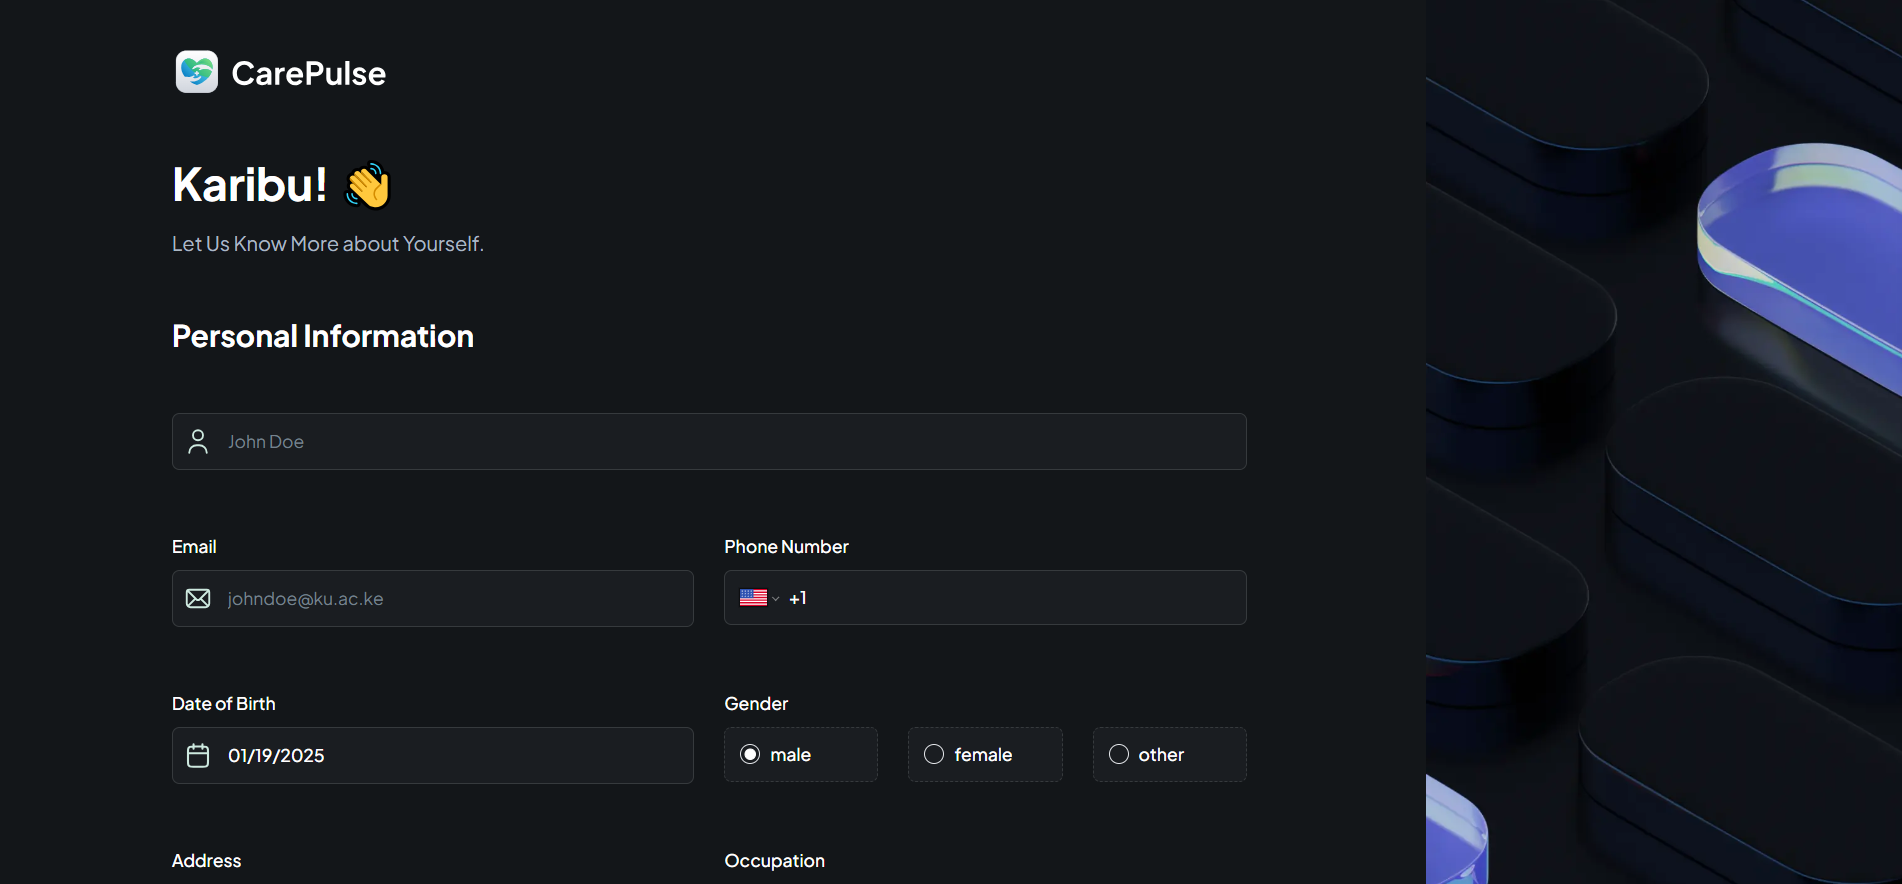 CarePulse
Karibu! 👋
Let Us Know More about Yourself.
Personal Information
John Doe
Email
Phone Number
johndoe@ku.ac.ke
+1
Date of Birth
Gender
01/19/2025
male
female
other
Address
Occupation